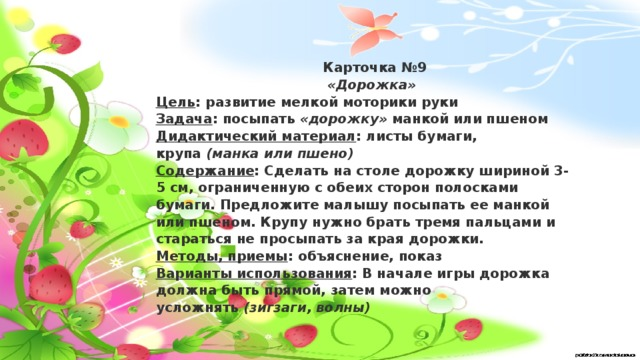 Карточка №9
«Дорожка»
Цель: развитие мелкой моторики руки
Задача: посыпать «дорожку» манкой или пшеном
Дидактический материал: листы бумаги,
крупа (манка или пшено)
Содержание: Сделать на столе дорожку шириной 3-
5 см, ограниченную с обеих сторон полосками
бумаги. Предложите малышу посыпать ее манкой
или пшеном. Крупу нужно брать тремя пальцами и
стараться не просыпать за края дорожки.
Методы, приемы: объяснение, показ
Варианты использования: В начале игры дорожка
должна быть прямой, затем можно
усложнять (зигзаги, волны)